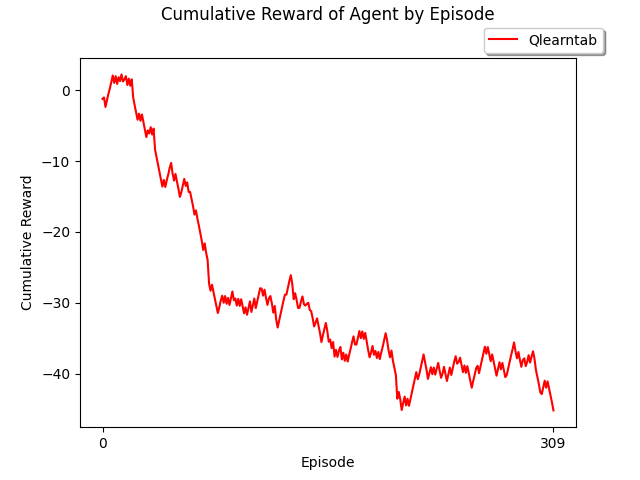 Cumulative Reward of Agent by Episode
Qlearntab
0
−10
−20
−30
−40
Cumulative Reward
0
309
Episode